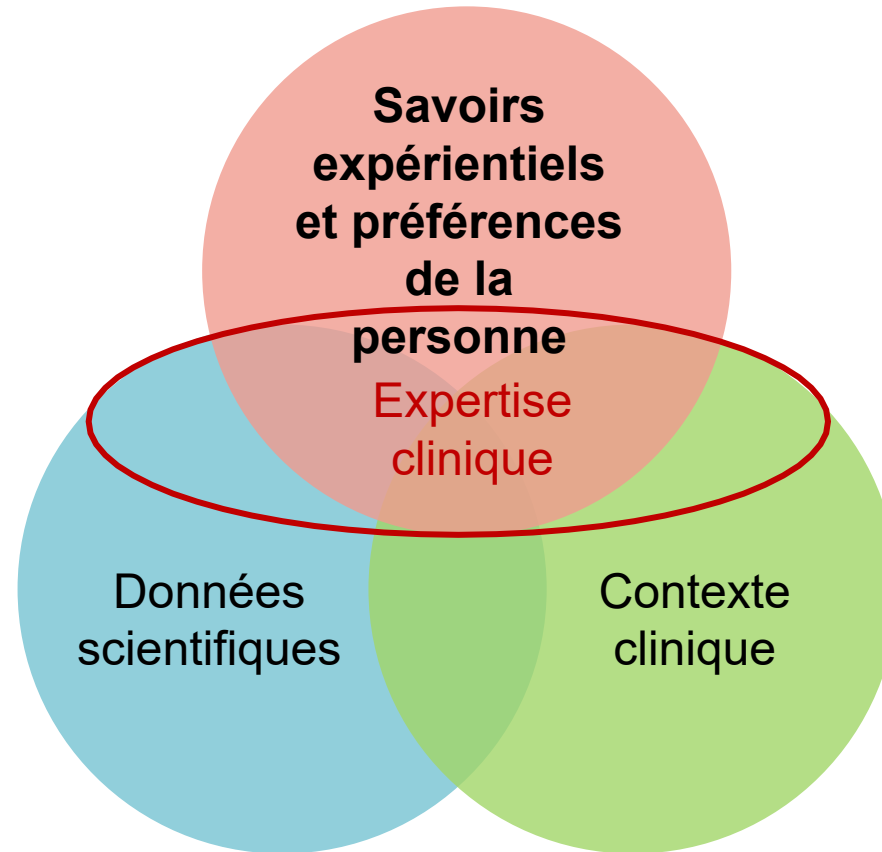 Savoirs
expérientiels
et préférences
de la
personne
Expertise
clinique
Données
scientifiques
Contexte
clinique